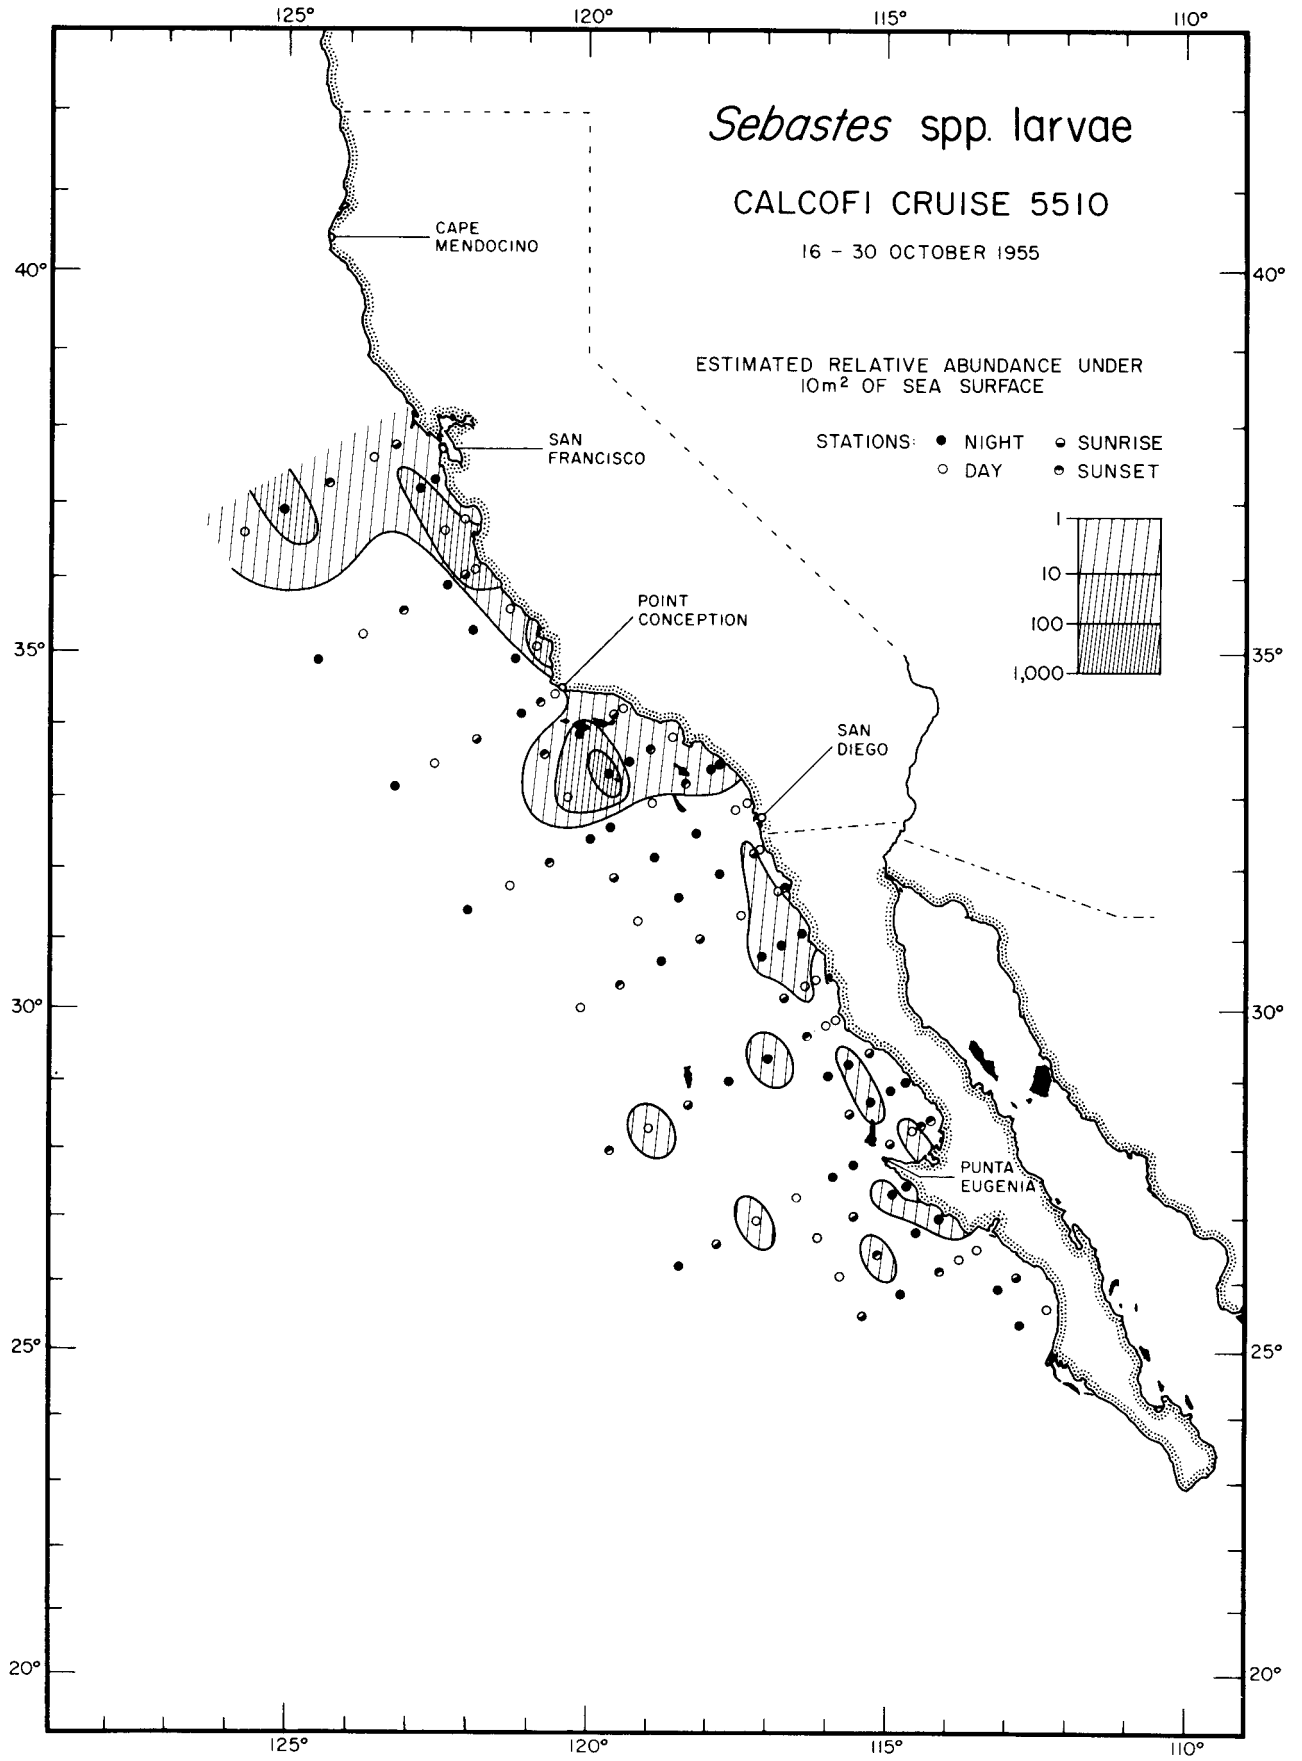 125° 120° 115° 110°
Sebastes spp. larvae
CALCOFI CRUISE 5510
16 – 30 OCTOBER 1955
CAPE
MENDOCINO
40° 40°
ESTIMATED RELATIVE ABUNDANCE UNDER
10m² OF SEA SURFACE
STATIONS: ● NIGHT SUNRISE
○ DAY SUNSET
SAN
FRANCISCO
1
10
100
1,000
POINT
CONCEPTION
35° 35°
SAN
DIEGO
30° 30°
PUNTA
EUGENIA
25° 25°
20° 20°
125° 120° 115° 110°